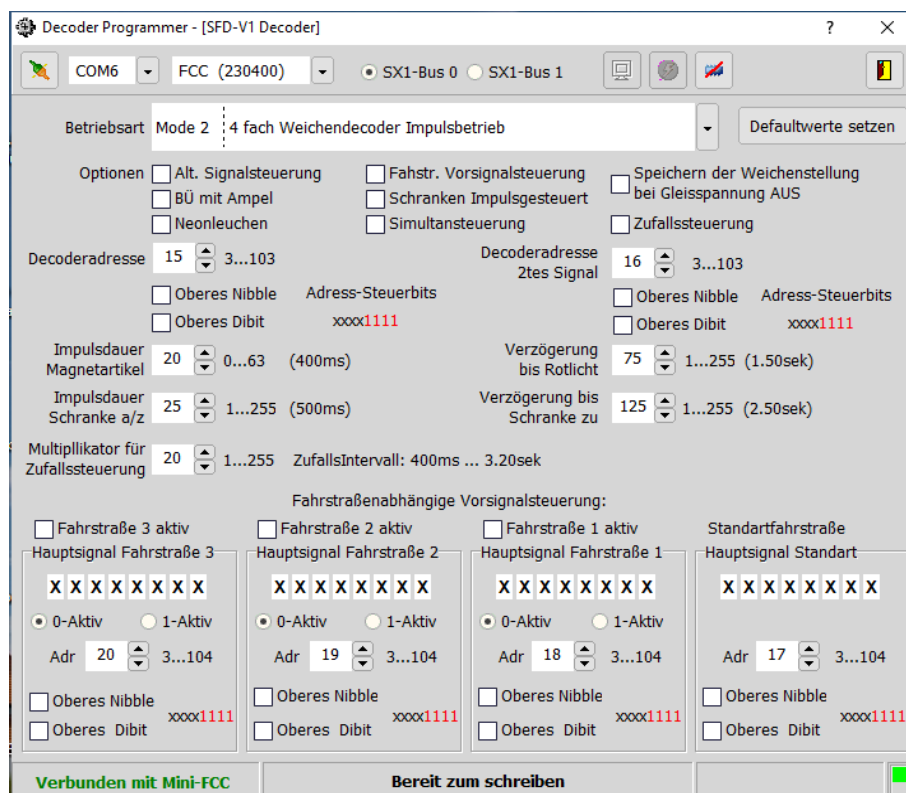 Decoder Programmer - [SFD-V1 Decoder] ?
COM6 FCC (230400) SX1-Bus 0 SX1-Bus 1
Betriebsart Mode 2 4 fach Weichendecoder Impulsbetrieb Defaultwerte setzen
Optionen Alt. Signalsteuerung Fahstr. Vorsignalsteuerung Speichern der Weichenstellung
bei Gleisspannung AUS
BÜ mit Ampel Schranken Impulsgesteuert
Neonleuchen Simultansteuerung Zufallssteuerung
Decoderadresse 15 3...103 Decoderadresse
2tes Signal 16 3...103
Oberes Nibble Adress-Steuerbits Oberes Nibble Adress-Steuerbits
Oberes Dibit xxxx1111 Oberes Dibit xxxx1111
Impulsdauer
Magnetartikel 20 0...63 (400ms) Verzögerung
bis Rotlicht 75 1...255 (1.50sek)
Impulsdauer
Schranke a/z 25 1...255 (500ms) Verzögerung bis
Schranke zu 125 1...255 (2.50sek)
Multipllikator für
Zufallssteuerung 20 1...255 ZufallsIntervall: 400ms ... 3.20sek
Fahrstraßenabhängige Vorsignalsteuerung:
Fahrstraße 3 aktiv Fahrstraße 2 aktiv Fahrstraße 1 aktiv Standartfahrstraße
Hauptsignal Fahrstraße 3 Hauptsignal Fahrstraße 2 Hauptsignal Fahrstraße 1 Hauptsignal Standart
X X X X X X X X X X X X X X X X X X X X X X X X X X X X X X X X
0-Aktiv 1-Aktiv 0-Aktiv 1-Aktiv 0-Aktiv 1-Aktiv
Adr 20 3...104 Adr 19 3...104 Adr 18 3...104 Adr 17 3...104
Oberes Nibble Oberes Nibble Oberes Nibble Oberes Nibble
xxxx1111 xxxx1111 xxxx1111 xxxx1111
Oberes Dibit Oberes Dibit Oberes Dibit Oberes Dibit
Verbunden mit Mini-FCC Bereit zum schreiben